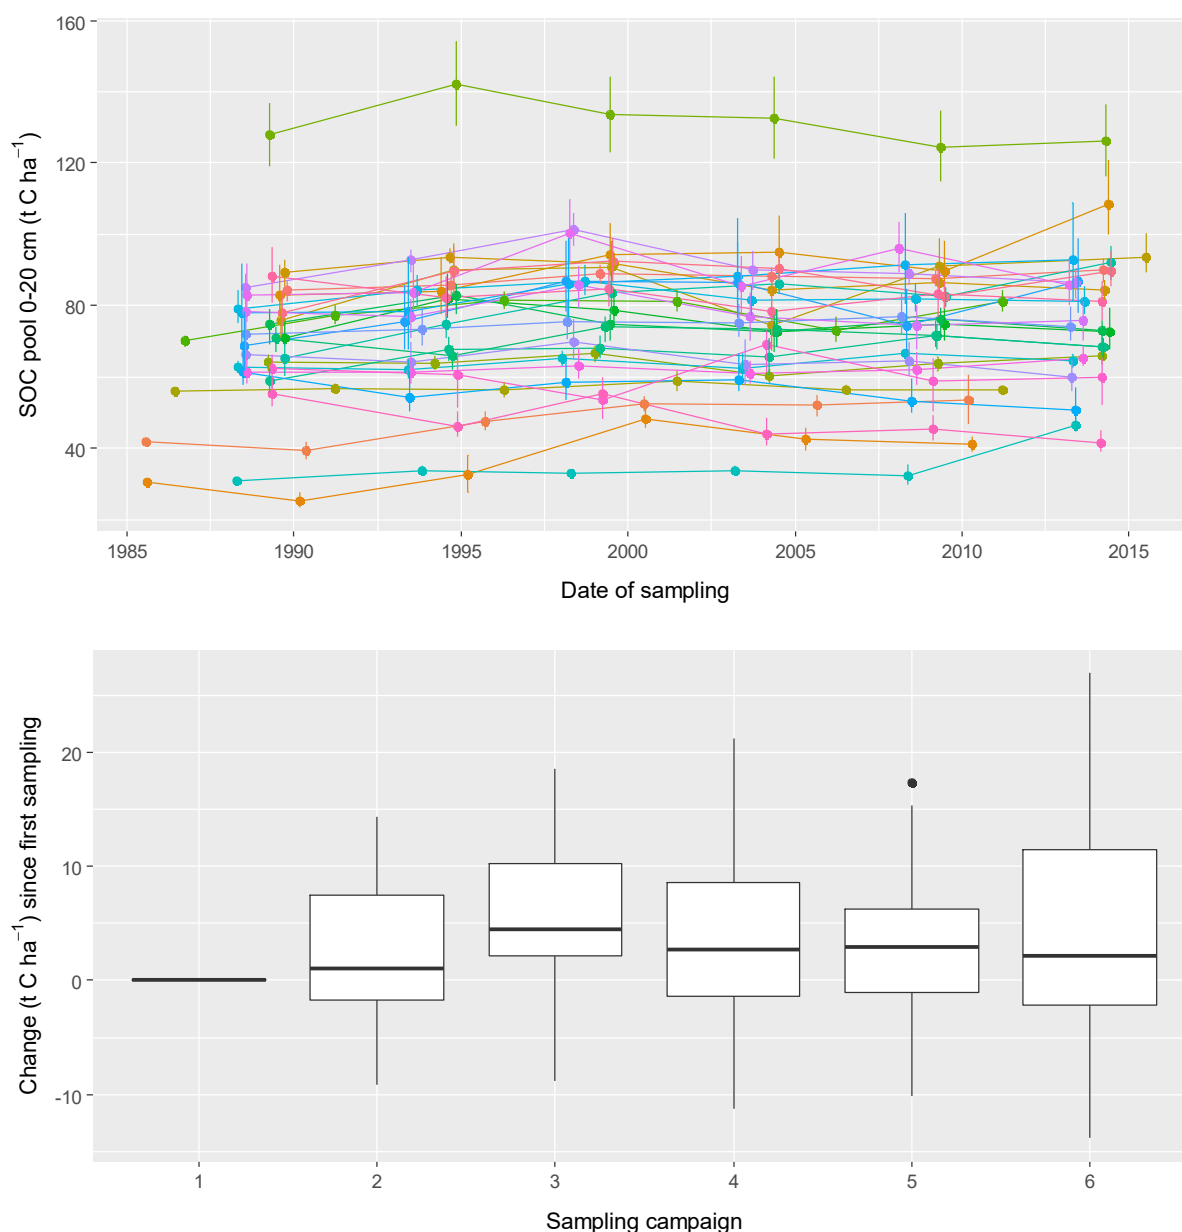 160
120
80
40
SOC pool 0-20 cm (t C ha⁻¹)
1985 1990 1995 2000 2005 2010 2015
Date of sampling
20
10
0
-10
Change (t C ha⁻¹) since first sampling
1 2 3 4 5 6
Sampling campaign